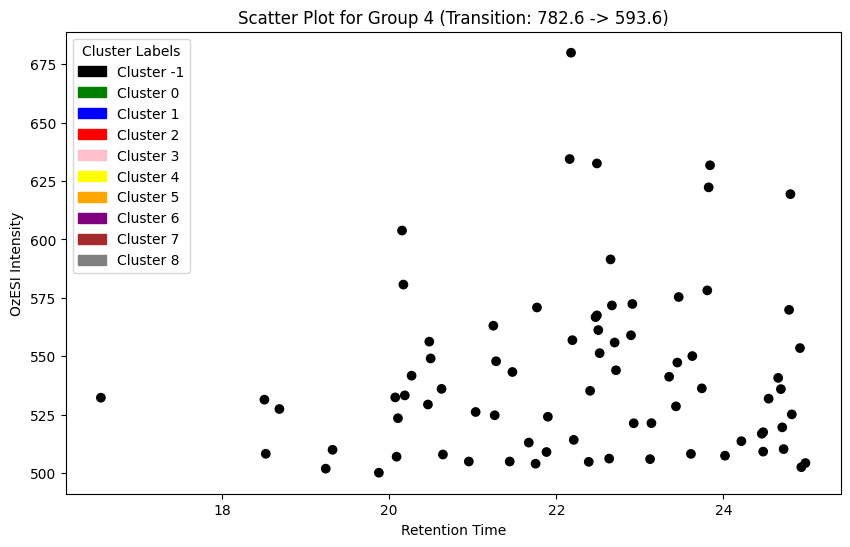 Scatter Plot for Group 4 (Transition: 782.6 -> 593.6)
Cluster Labels
Cluster -1
Cluster 0
Cluster 1
Cluster 2
Cluster 3
Cluster 4
Cluster 5
Cluster 6
Cluster 7
Cluster 8
OzESI Intensity
675
650
625
600
575
550
525
500
18
20
22
24
Retention Time